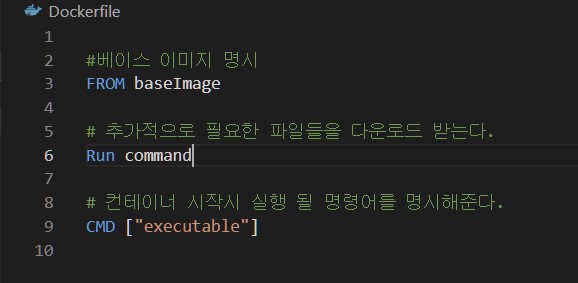 Dockerfile
1
2 #베이스 이미지 명시
3 FROM baseImage
4
5 # 추가적으로 필요한 파일들을 다운로드 받는다.
6 Run command
7
8 # 컨테이너 시작시 실행 될 명령어를 명시해준다.
9 CMD ["executable"]
10